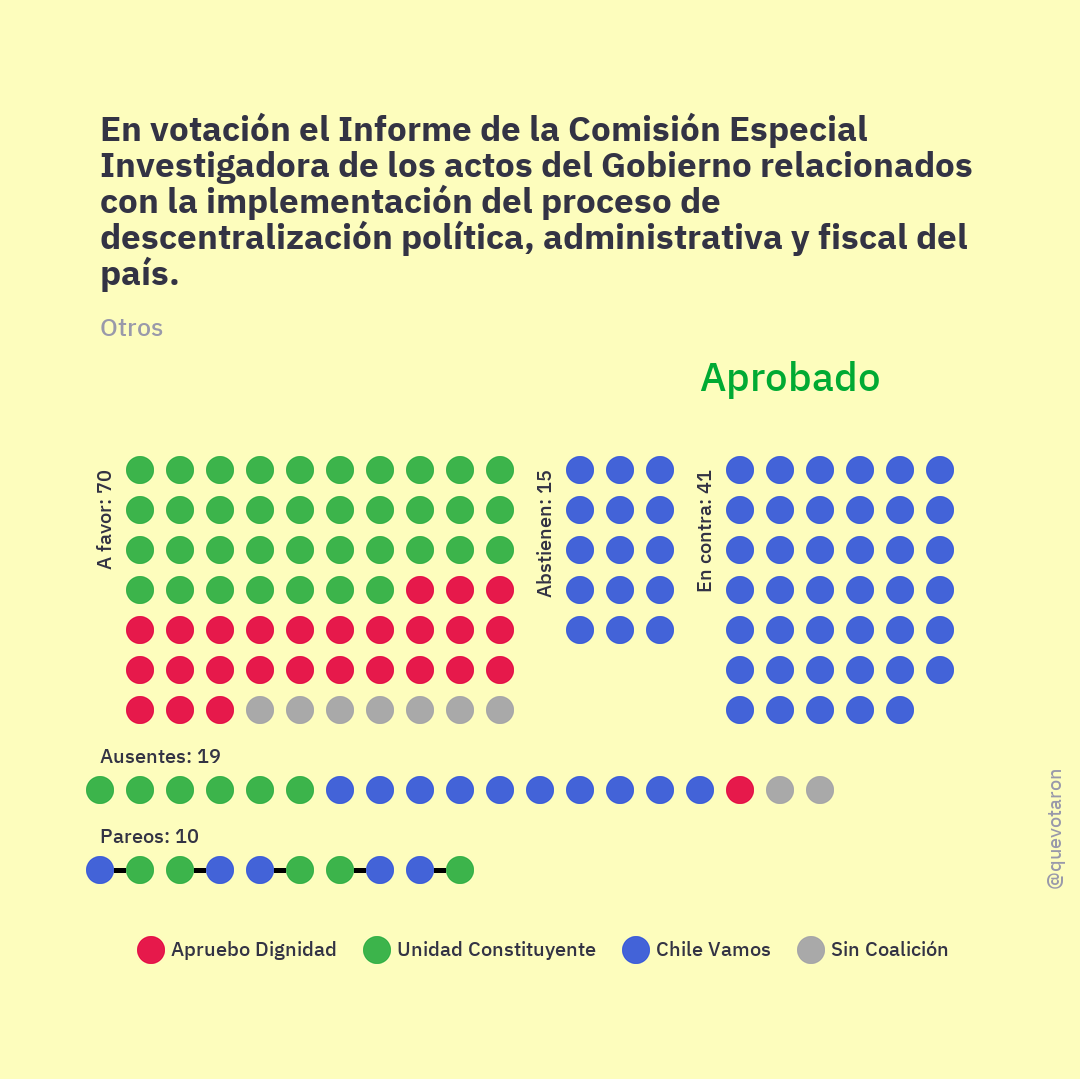 En votación el Informe de la Comisión Especial
Investigadora de los actos del Gobierno relacionados
con la implementación del proceso de
descentralización política, administrativa y fiscal del
país.
Otros
Aprobado
A favor: 70
Abstienen: 15
En contra: 41
Ausentes: 19
Pareos: 10
@quevotaron
Apruebo Dignidad
Unidad Constituyente
Chile Vamos
Sin Coalición